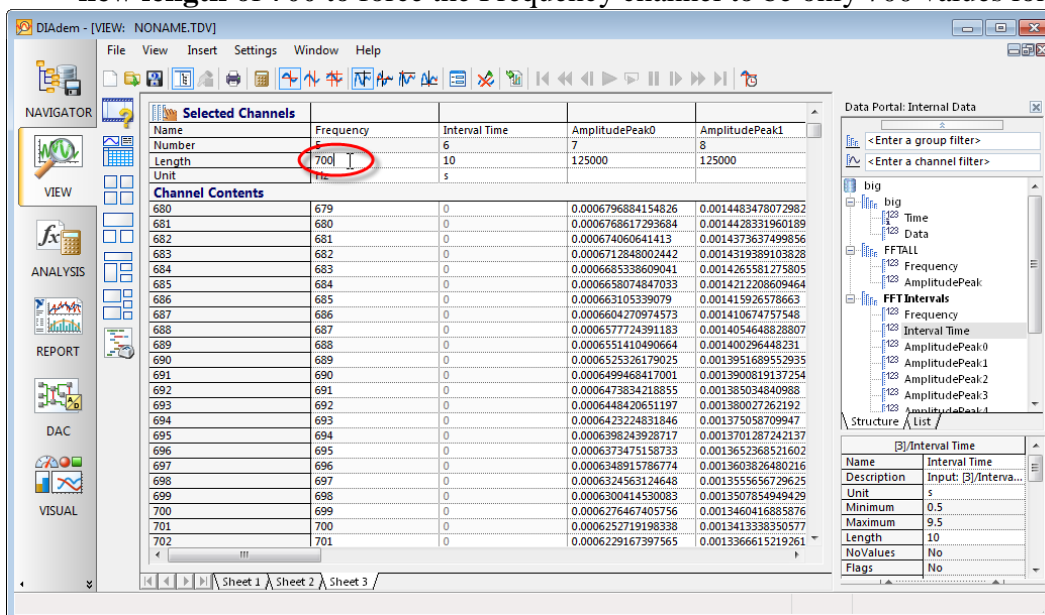 new length of 700 to force the Frequency channel to be only 700 values lon
DIAdem - [VIEW: NONAME.TDV]
File View Insert Settings Window Help
NAVIGATOR
VIEW
ANALYSIS
REPORT
DAC
VISUAL
Selected Channels
Name Frequency Interval Time AmplitudePeak0 AmplitudePeak1
Number 5 6 7 8
Length 700 10 125000 125000
Unit Hz s
Channel Contents
680 679 0 0.0006796884154826 0.0014483478072982
681 680 0 0.0006768617293684 0.0014428331960189
682 681 0 0.000674060641413 0.0014373637499856
683 682 0 0.0006712848002442 0.0014319389103828
684 683 0 0.0006685338609041 0.0014265581275805
685 684 0 0.0006658074847033 0.0014212208609464
686 685 0 0.000663105339079 0.001415926578663
687 686 0 0.0006604270974573 0.001410674757548
688 687 0 0.0006577724391183 0.0014054648828807
689 688 0 0.0006551410490664 0.001400296448231
690 689 0 0.0006525326179025 0.0013951689552935
691 690 0 0.0006499468417001 0.0013900819137254
692 691 0 0.0006473834218855 0.001385034840988
693 692 0 0.0006448420651197 0.001380027262192
694 693 0 0.0006423224831846 0.001375058709947
695 694 0 0.0006398243928717 0.0013701287242137
696 695 0 0.0006373475158733 0.0013652368521602
697 696 0 0.0006348915786774 0.0013603826480216
698 697 0 0.0006324563124648 0.0013555656729625
699 698 0 0.0006300414530083 0.0013507854949429
700 699 0 0.0006276467405756 0.0013460416885876
701 700 0 0.0006252719198338 0.0013413338350577
702 701 0 0.0006229167397565 0.0013366615219261
Sheet 1 Sheet 2 Sheet 3
Data Portal: Internal Data
<Enter a group filter>
<Enter a channel filter>
big
big
Time
Data
FFTALL
Frequency
AmplitudePeak
FFT Intervals
Frequency
Interval Time
AmplitudePeak0
AmplitudePeak1
AmplitudePeak2
AmplitudePeak3
AmplitudePeak4
Structure List
[3]/Interval Time
Name Interval Time
Description Input: [3]/Interva...
Unit s
Minimum 0.5
Maximum 9.5
Length 10
NoValues No
Flags No